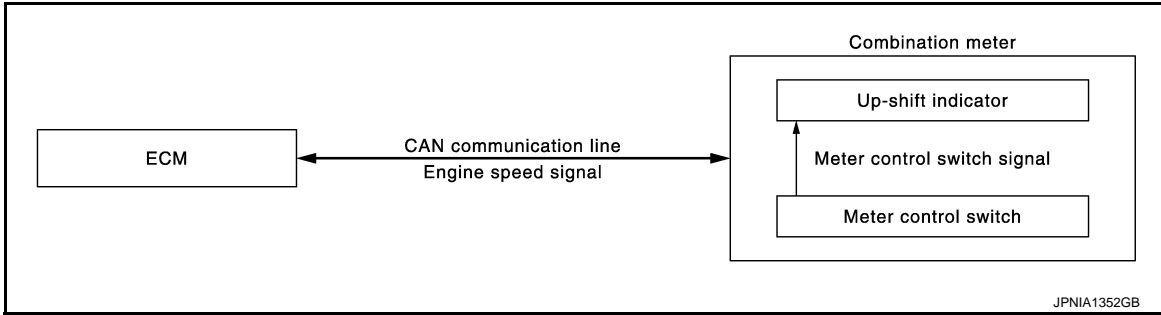 Combination meter
Up-shift indicator
ECM
CAN communication line
Engine speed signal
Meter control switch signal
Meter control switch
JPNIA1352GB